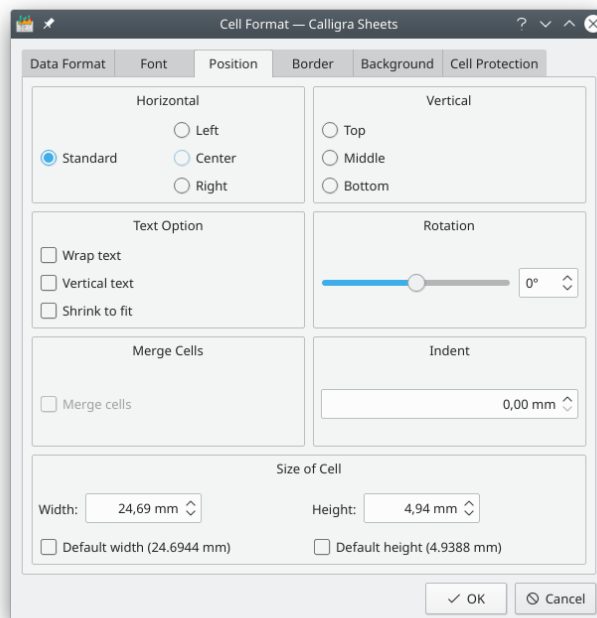 Cell Format — Calligra Sheets
Data Format Font Position Border Background Cell Protection
Horizontal
Left
Standard
Center
Right
Vertical
Top
Middle
Bottom
Text Option
Wrap text
Vertical text
Shrink to fit
Rotation
0°
Merge Cells
Merge cells
Indent
0,00 mm
Size of Cell
Width: 24,69 mm Height: 4,94 mm
Default width (24.6944 mm) Default height (4.9388 mm)
OK Cancel